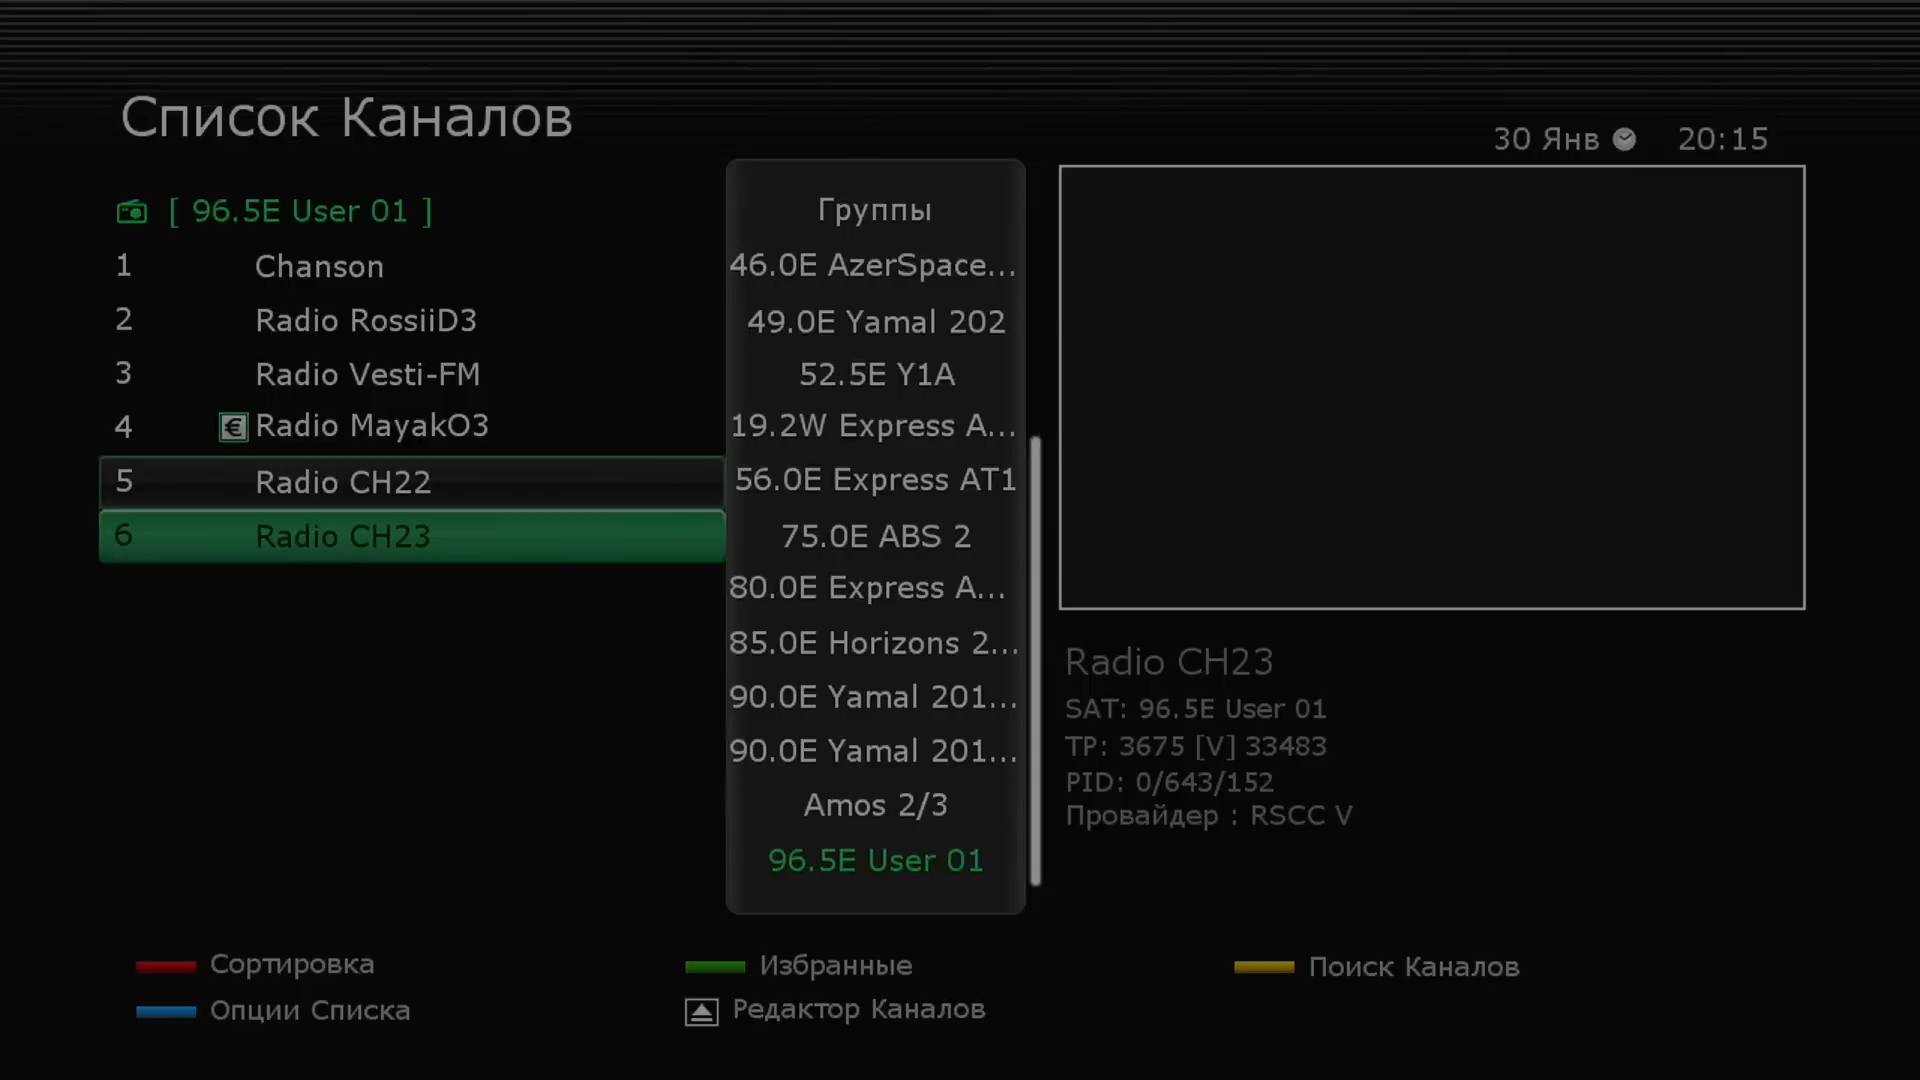 Список Каналов
30 Янв 20:15
[ 96.5E User 01 ]
1 Chanson
2 Radio RossiiD3
3 Radio Vesti-FM
4 € Radio MayakO3
5 Radio CH22
6 Radio CH23
Группы
46.0E AzerSpace...
49.0E Yamal 202
52.5E Y1A
19.2W Express A...
56.0E Express AT1
75.0E ABS 2
80.0E Express A...
85.0E Horizons 2...
90.0E Yamal 201...
90.0E Yamal 201...
Amos 2/3
96.5E User 01
Radio CH23
SAT: 96.5E User 01
TP: 3675 [V] 33483
PID: 0/643/152
Провайдер : RSCC V
Сортировка
Избранные
Поиск Каналов
Опции Списка
Редактор Каналов